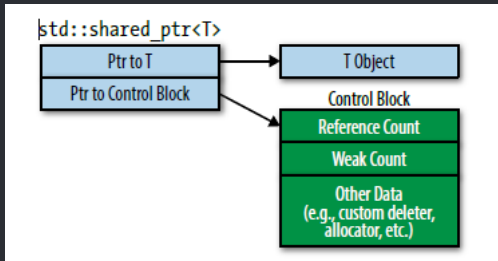 std::shared_ptr<T>
Ptr to T
T Object
Ptr to Control Block
Control Block
Reference Count
Weak Count
Other Data
(e.g., custom deleter,
allocator, etc.)